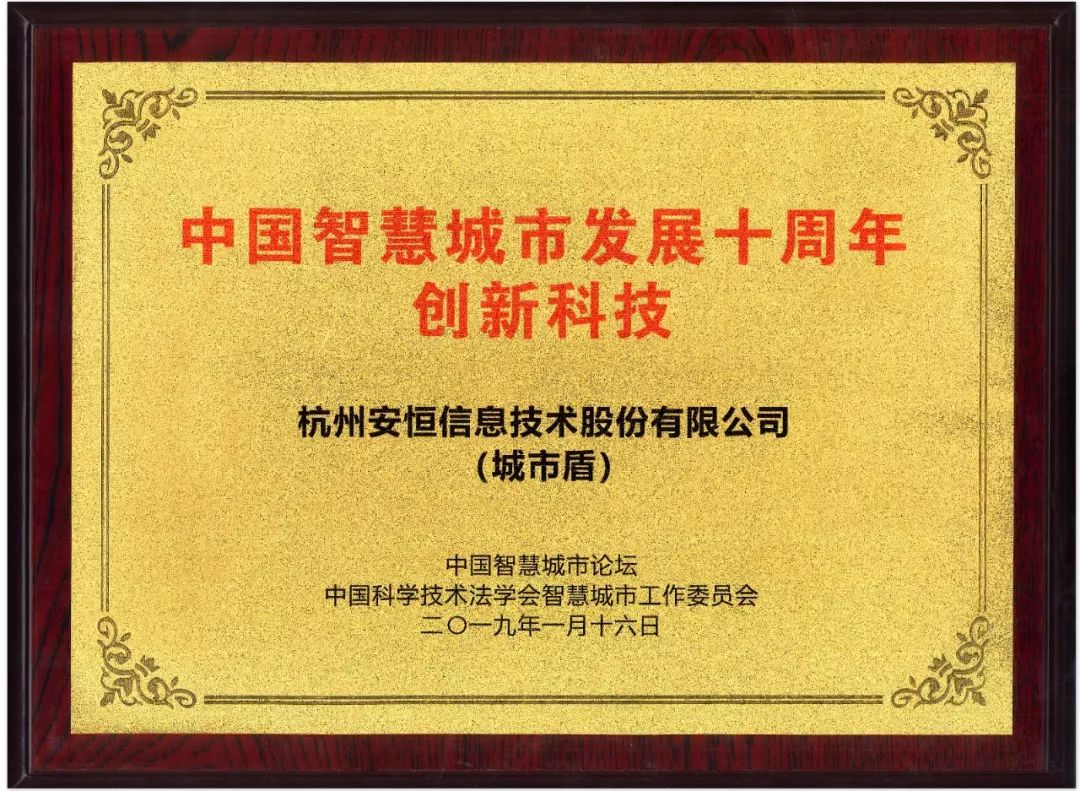 中国智慧城市发展十周年
创新科技
杭州安恒信息技术股份有限公司
（城市盾）
中国智慧城市论坛
中国科学技术法学会智慧城市工作委员会
二〇一九年一月十六日